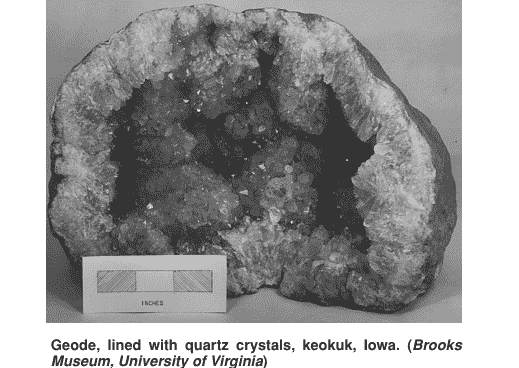 INCHES
Geode, lined with quartz crystals, keokuk, Iowa. (Brooks
Museum, University of Virginia)